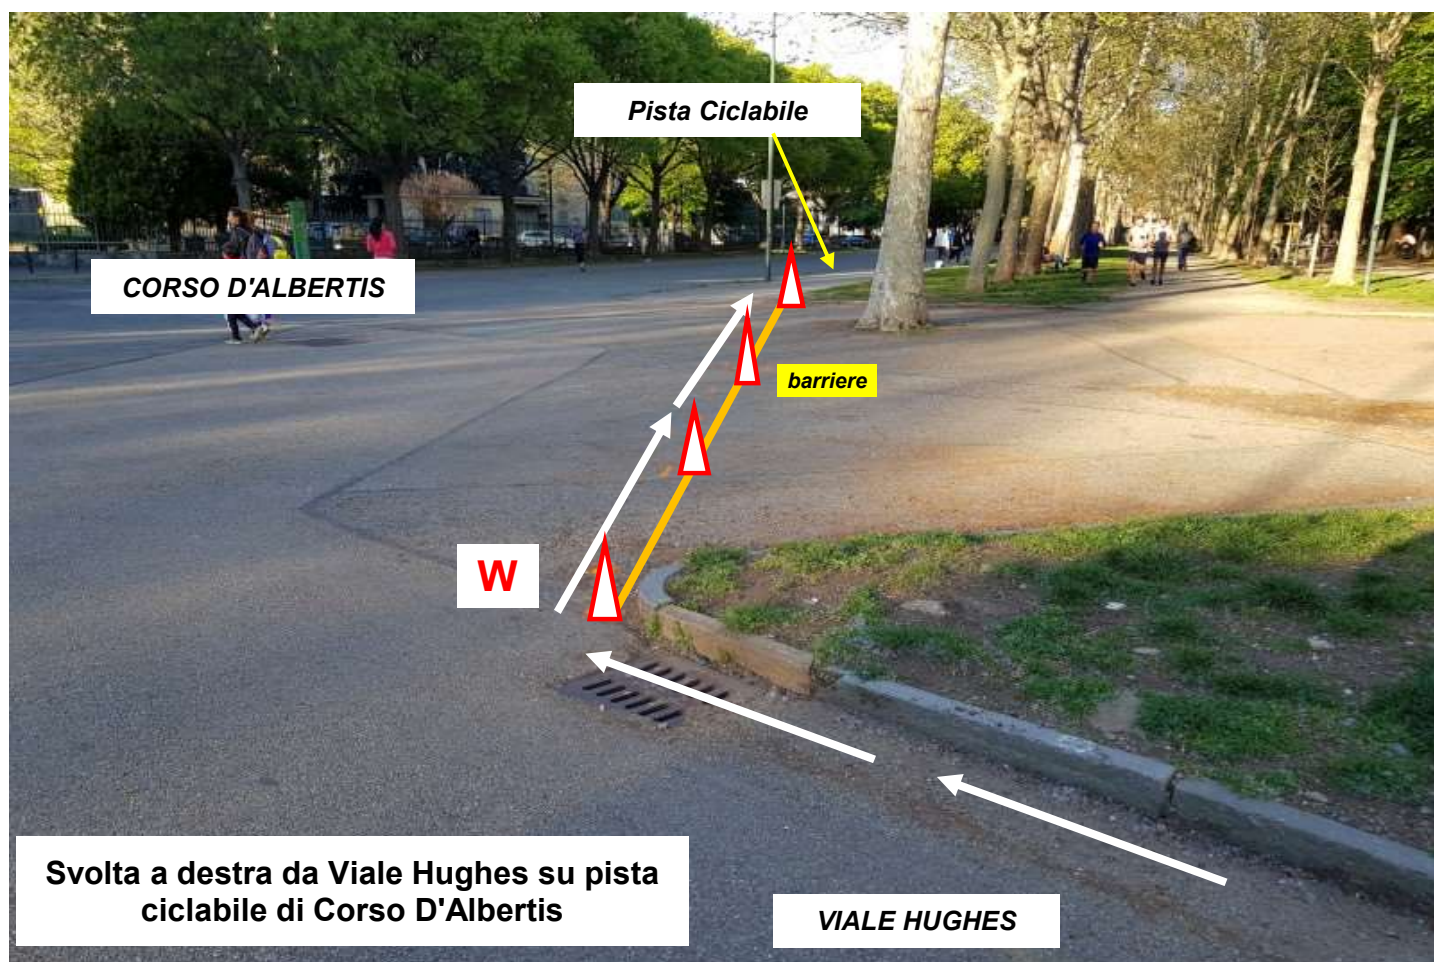 Pista Ciclabile
CORSO D'ALBERTIS
barriere
W
Svolta a destra da Viale Hughes su pista
ciclabile di Corso D'Albertis
VIALE HUGHES